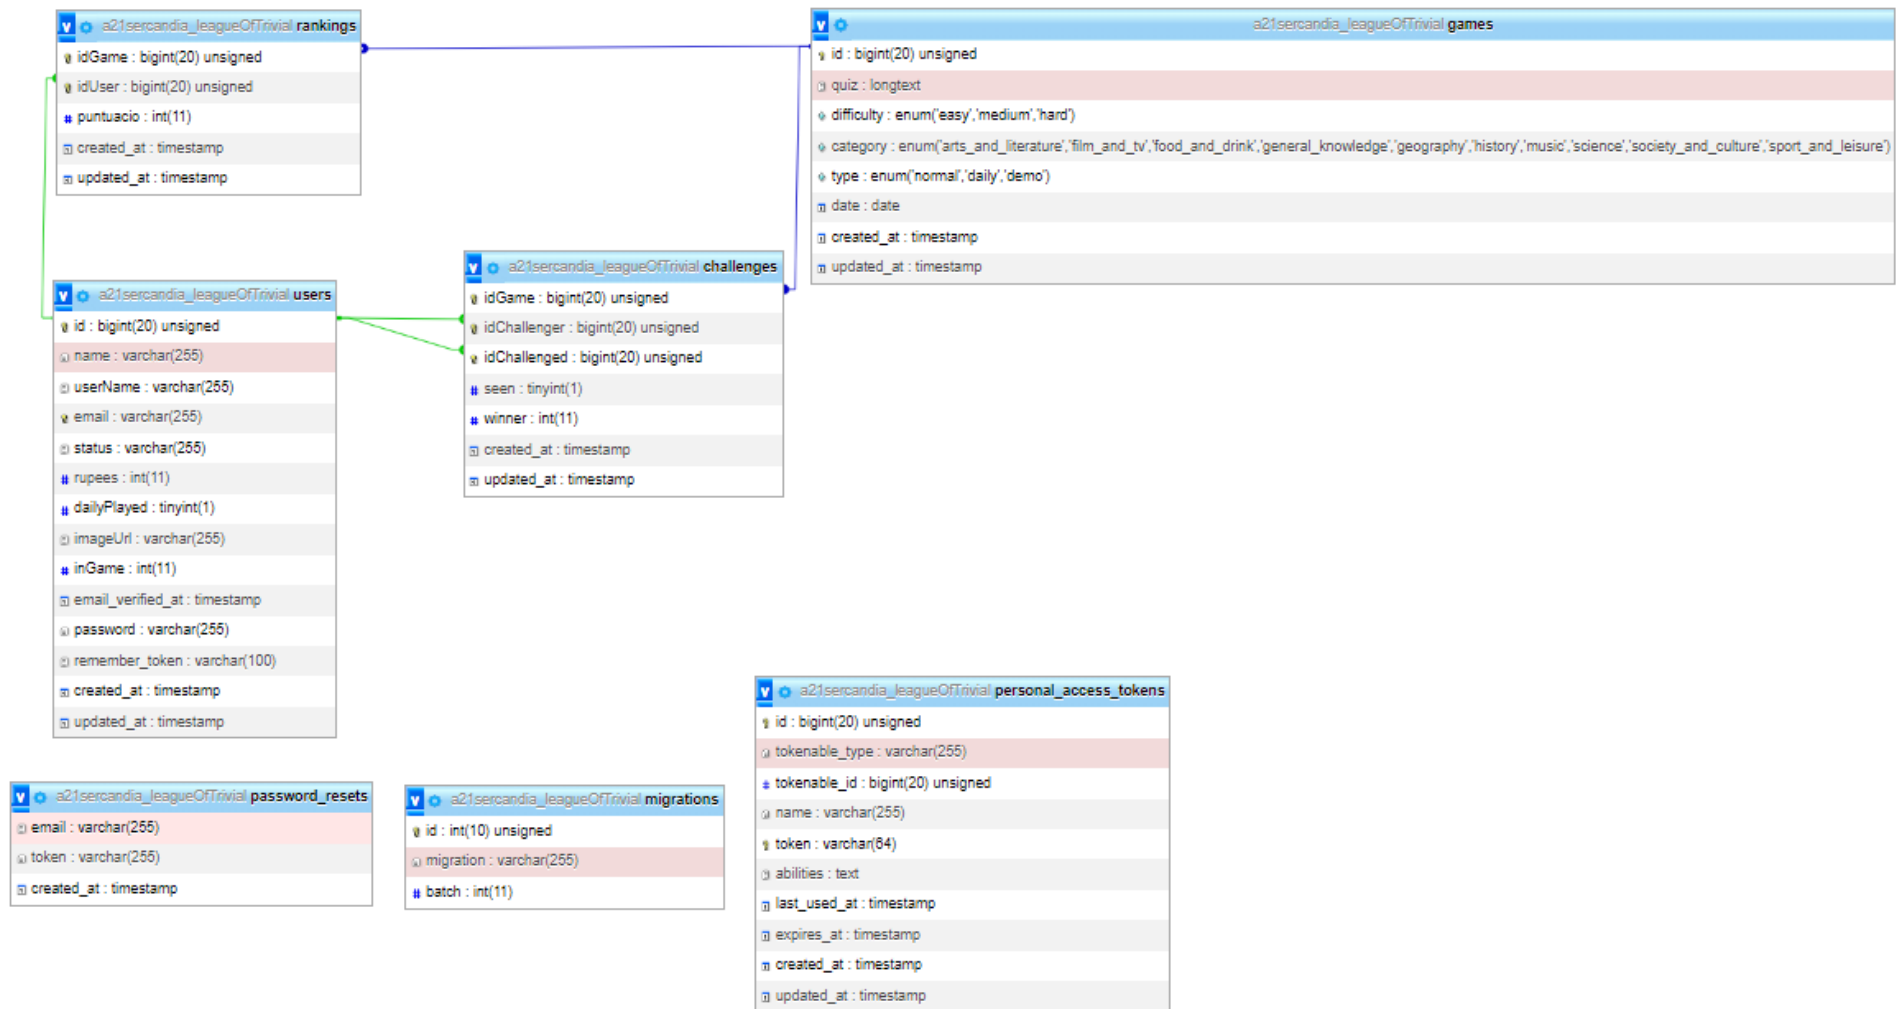 a21sercandia_leagueOfTrivial rankings
idGame : bigint(20) unsigned
idUser : bigint(20) unsigned
# puntuacio : int(11)
created_at : timestamp
updated_at : timestamp
a21sercandia_leagueOfTrivial games
id : bigint(20) unsigned
quiz : longtext
difficulty : enum('easy','medium','hard')
category : enum('arts_and_literature','film_and_tv','food_and_drink','general_knowledge','geography','history','music','science','society_and_culture','sport_and_leisure')
type : enum('normal','daily','demo')
date : date
created_at : timestamp
updated_at : timestamp
a21sercandia_leagueOfTrivial users
id : bigint(20) unsigned
name : varchar(255)
userName : varchar(255)
email : varchar(255)
status : varchar(255)
# rupees : int(11)
# dailyPlayed : tinyint(1)
imageUrl : varchar(255)
# inGame : int(11)
email_verified_at : timestamp
password : varchar(255)
remember_token : varchar(100)
created_at : timestamp
updated_at : timestamp
a21sercandia_leagueOfTrivial challenges
idGame : bigint(20) unsigned
idChallenger : bigint(20) unsigned
idChallenged : bigint(20) unsigned
# seen : tinyint(1)
# winner : int(11)
created_at : timestamp
updated_at : timestamp
a21sercandia_leagueOfTrivial password_resets
email : varchar(255)
token : varchar(255)
created_at : timestamp
a21sercandia_leagueOfTrivial migrations
id : int(10) unsigned
migration : varchar(255)
# batch : int(11)
a21sercandia_leagueOfTrivial personal_access_tokens
id : bigint(20) unsigned
tokenable_type : varchar(255)
# tokenable_id : bigint(20) unsigned
name : varchar(255)
token : varchar(64)
abilities : text
last_used_at : timestamp
expires_at : timestamp
created_at : timestamp
updated_at : timestamp